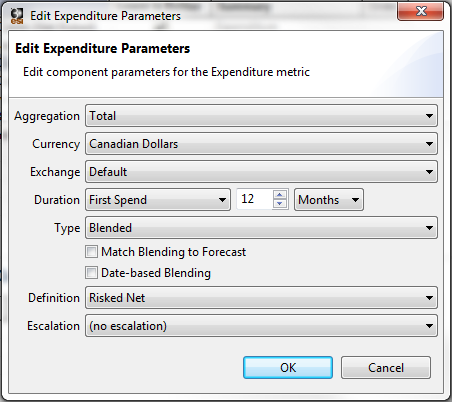 Edit Expenditure Parameters
Edit Expenditure Parameters
Edit component parameters for the Expenditure metric
Aggregation Total
Currency Canadian Dollars
Exchange Default
Duration First Spend 12 Months
Type Blended
Match Blending to Forecast
Date-based Blending
Definition Risked Net
Escalation (no escalation)
OK Cancel